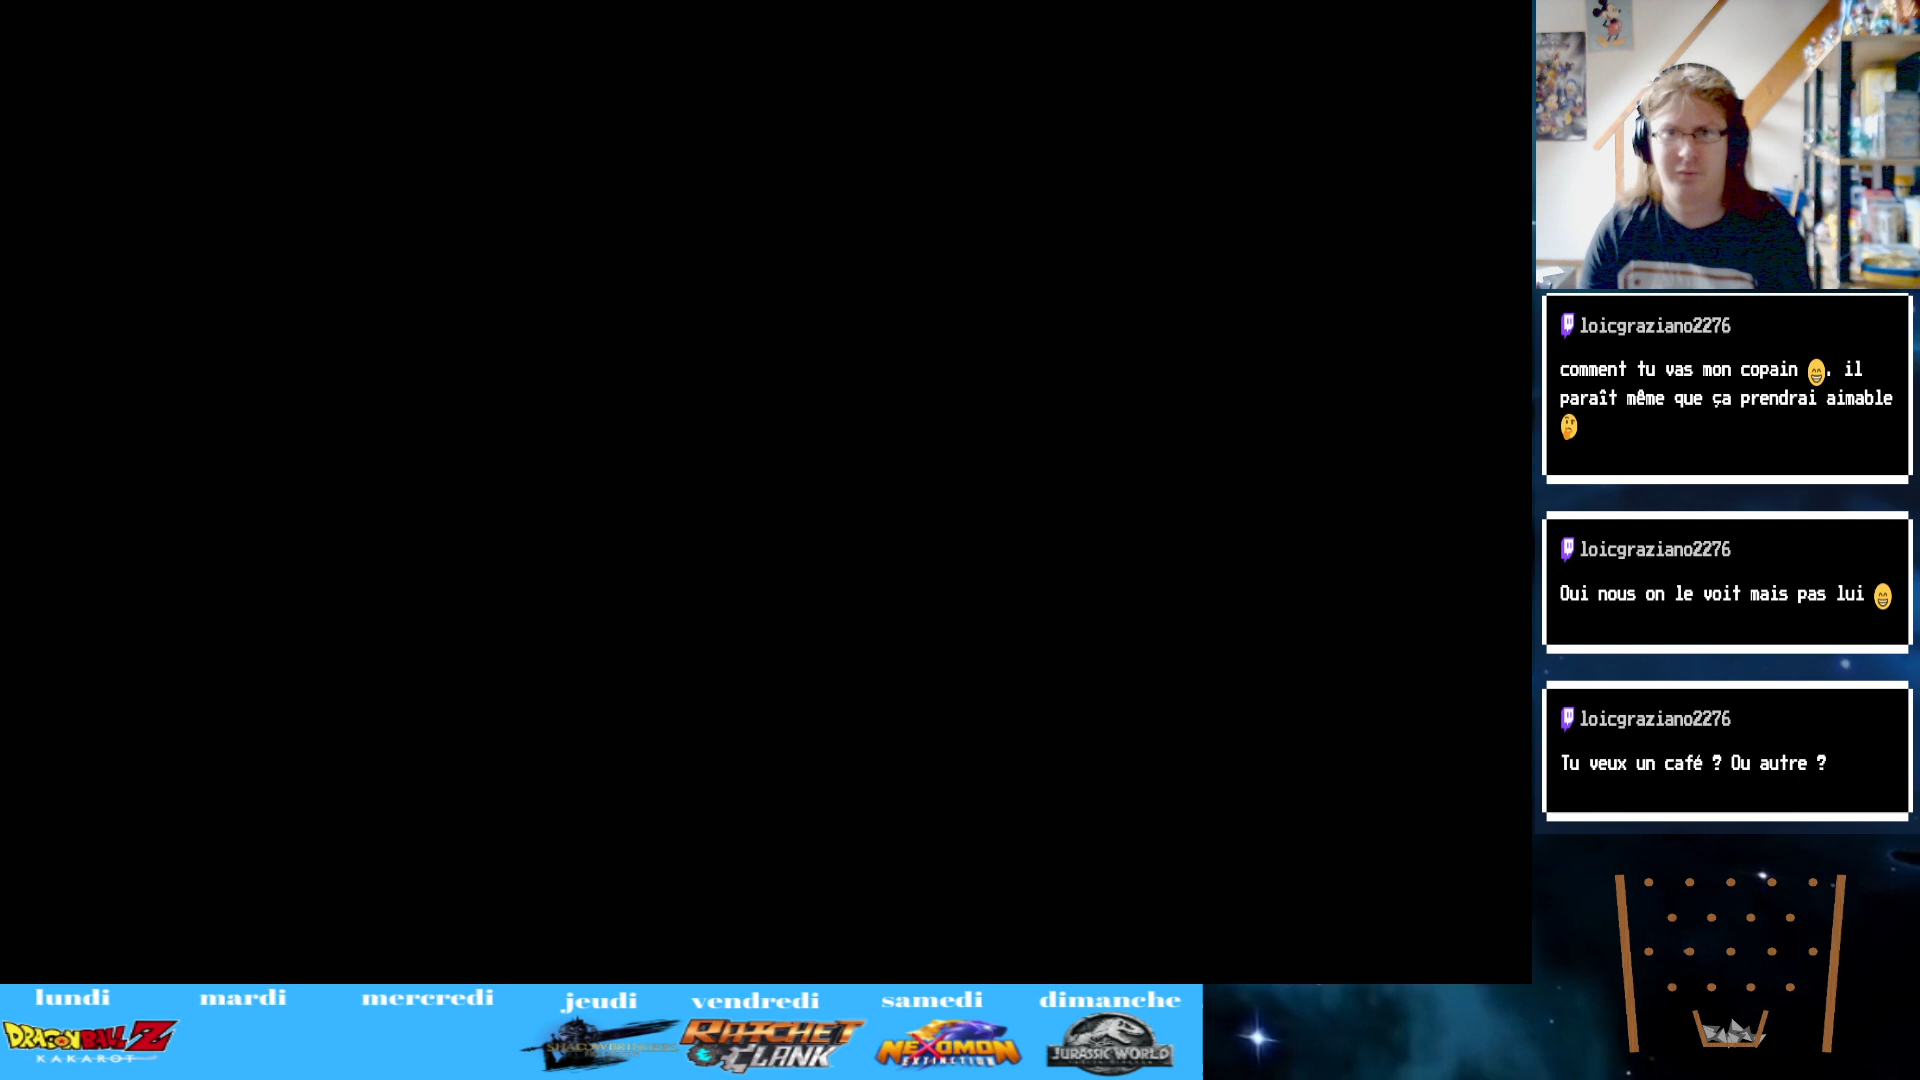 loicgraziano2276
comment tu vas mon copain 😁. il
paraît même que ça prendrai aimable
🤔
loicgraziano2276
Oui nous on le voit mais pas lui 😁
loicgraziano2276
Tu veux un café ? Ou autre ?
lundi mardi mercredi jeudi vendredi samedi dimanche
DRAGON BALL Z
KAKAROT
SHADOWBRINGERS
RATCHET
CLANK
NEXOMON
EXTINCTION
JURASSIC WORLD